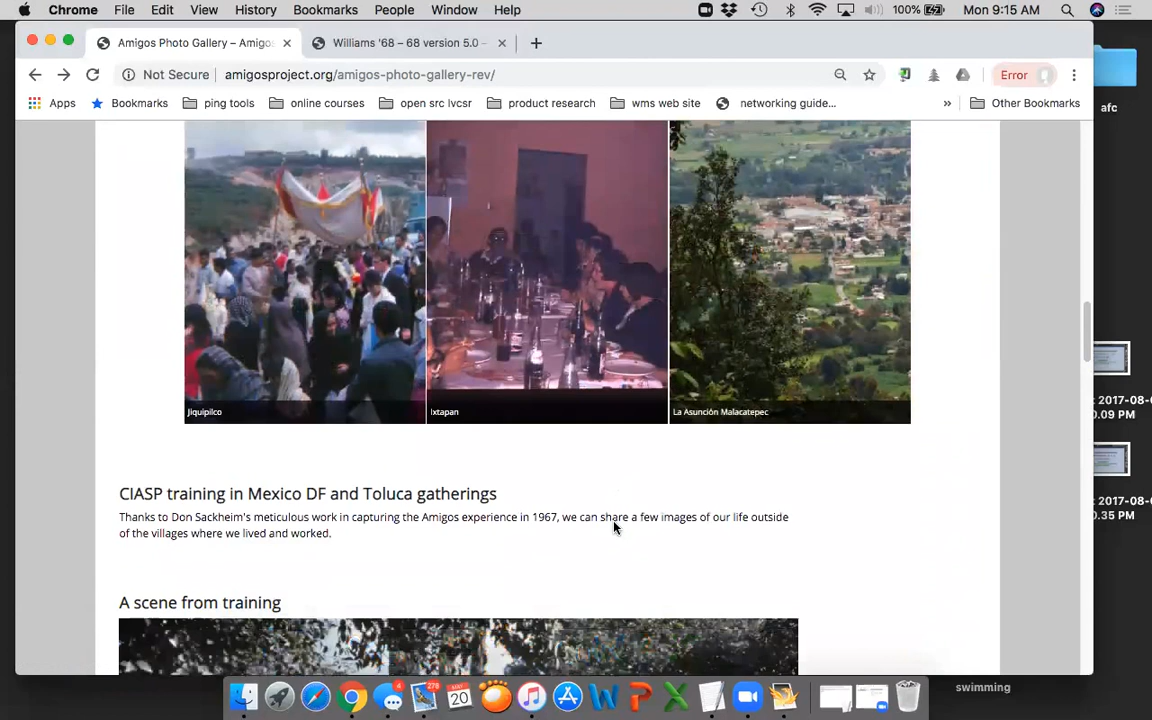 Chrome File Edit View History Bookmarks People Window Help 100% Mon 9:15 AM
Amigos Photo Gallery – Amigos Williams '68 – 68 version 5.0 -
Not Secure amigosproject.org/amigos-photo-gallery-rev/ Error
Apps Bookmarks ping tools online courses open src lvcsr product research wms web site networking guide... » Other Bookmarks
afc
Jiquipilco Ixtapan La Asunción Malacatepec
2017-08-
0.09 PM
2017-08-
0.35 PM
CIASP training in Mexico DF and Toluca gatherings
Thanks to Don Sackheim's meticulous work in capturing the Amigos experience in 1967, we can share a few images of our life outside
of the villages where we lived and worked.
A scene from training
4 278 MAY 20
swimming